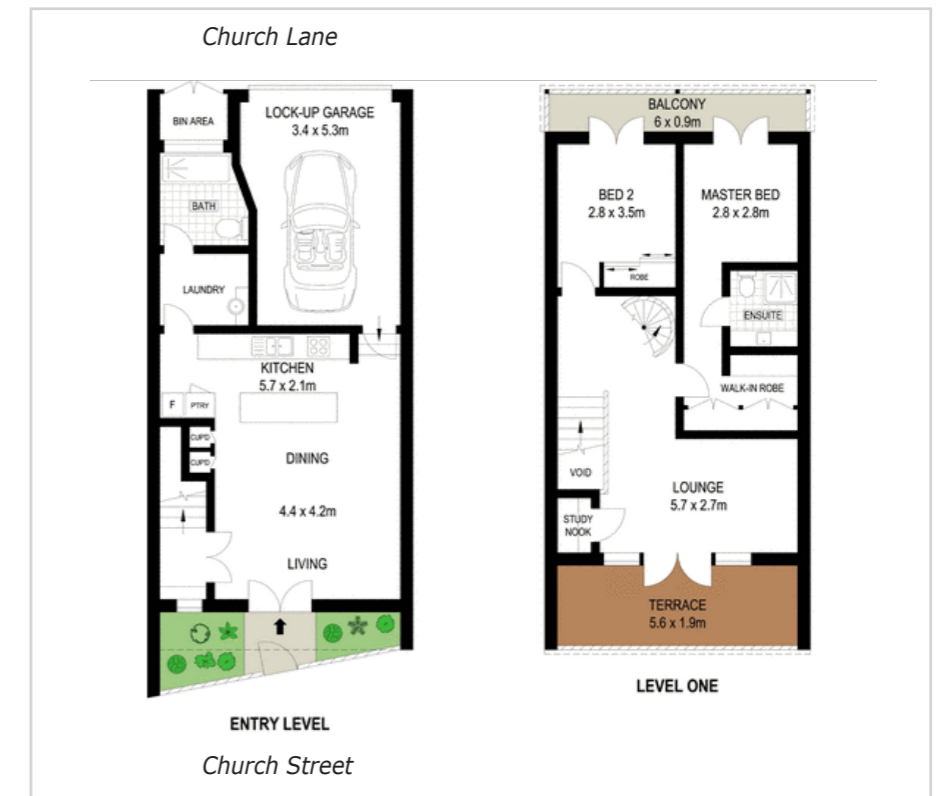 Church Lane
BIN AREA
LOCK-UP GARAGE
3.4 x 5.3m
BATH
LAUNDRY
KITCHEN
5.7 x 2.1m
F
PTRY
CUP'D
CUP'D
DINING
4.4 x 4.2m
LIVING
ENTRY LEVEL
Church Street
BALCONY
6 x 0.9m
BED 2
2.8 x 3.5m
MASTER BED
2.8 x 2.8m
ROBE
ENSUITE
WALK-IN ROBE
VOID
LOUNGE
5.7 x 2.7m
STUDY
NOOK
TERRACE
5.6 x 1.9m
LEVEL ONE